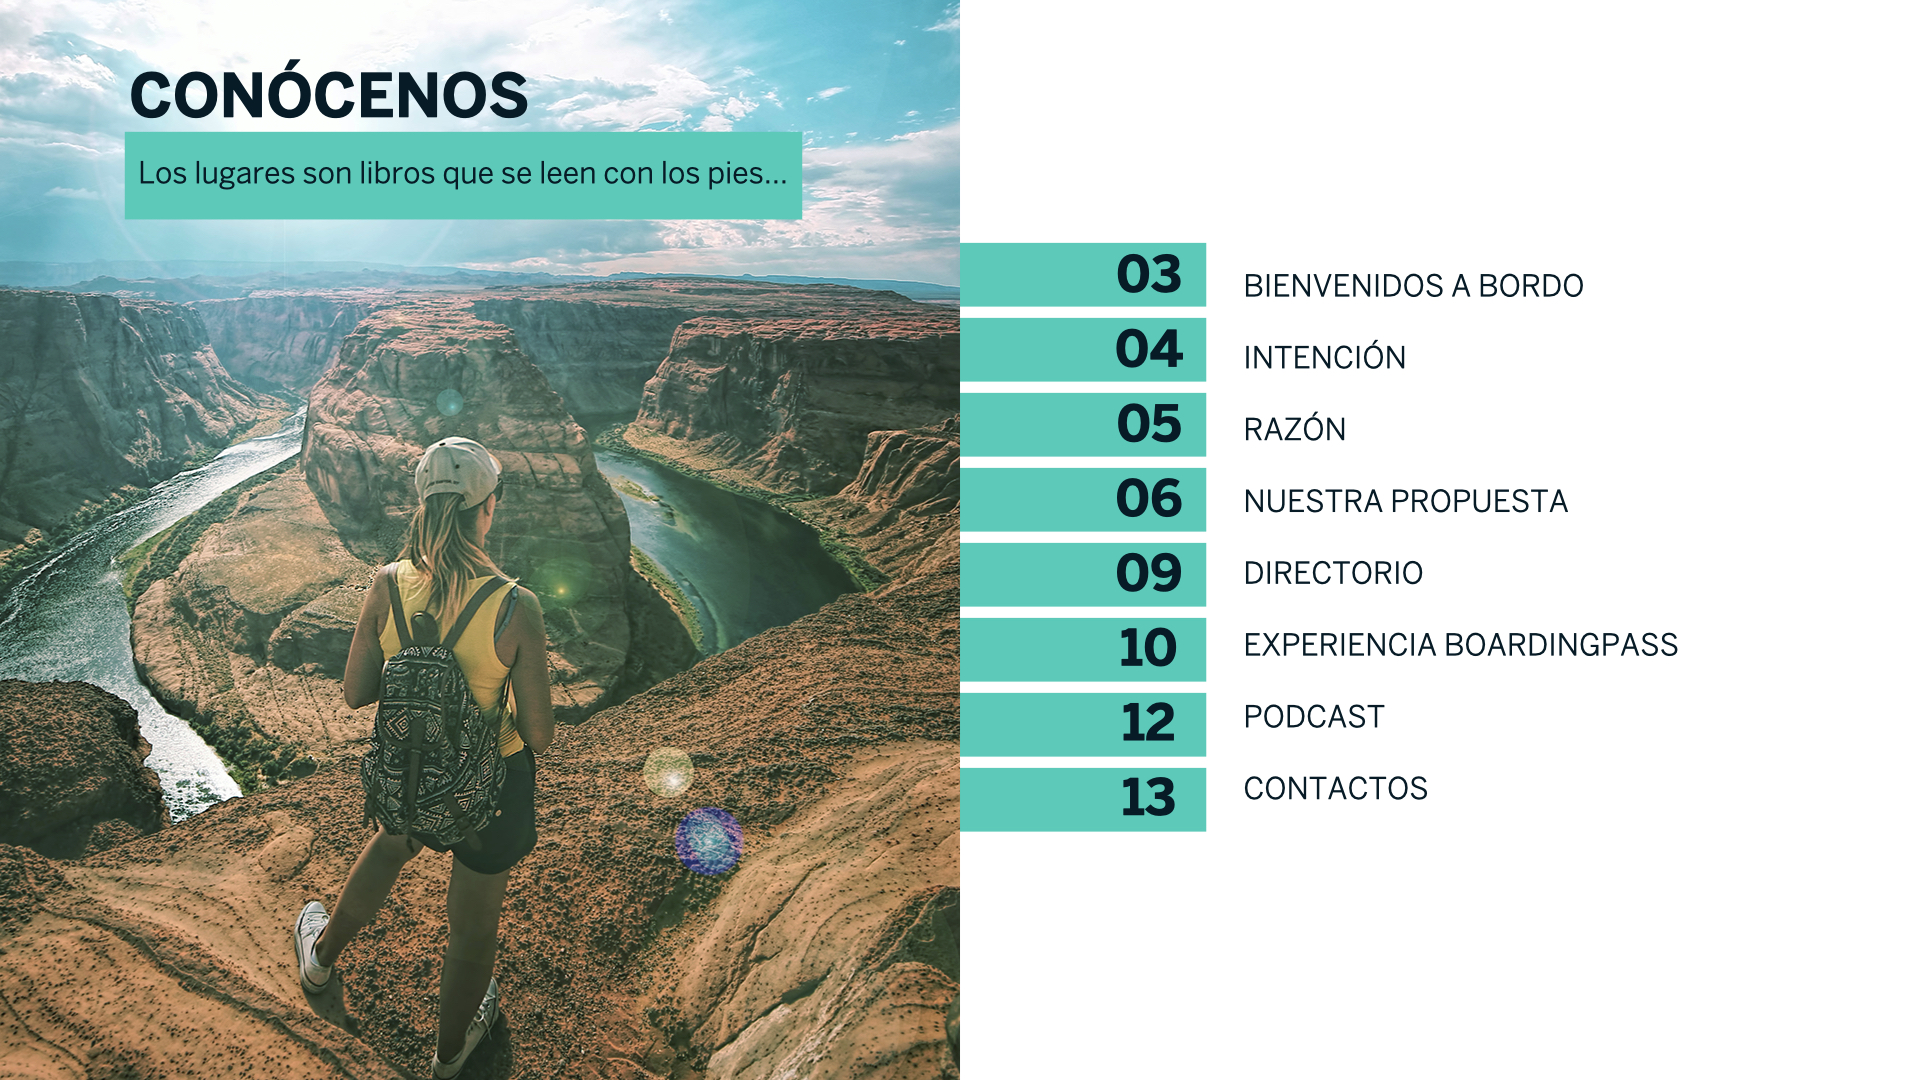 CONÓCENOS
Los lugares son libros que se leen con los pies...
03 BIENVENIDOS A BORDO
04 INTENCIÓN
05 RAZÓN
06 NUESTRA PROPUESTA
09 DIRECTORIO
10 EXPERIENCIA BOARDINGPASS
12 PODCAST
13 CONTACTOS